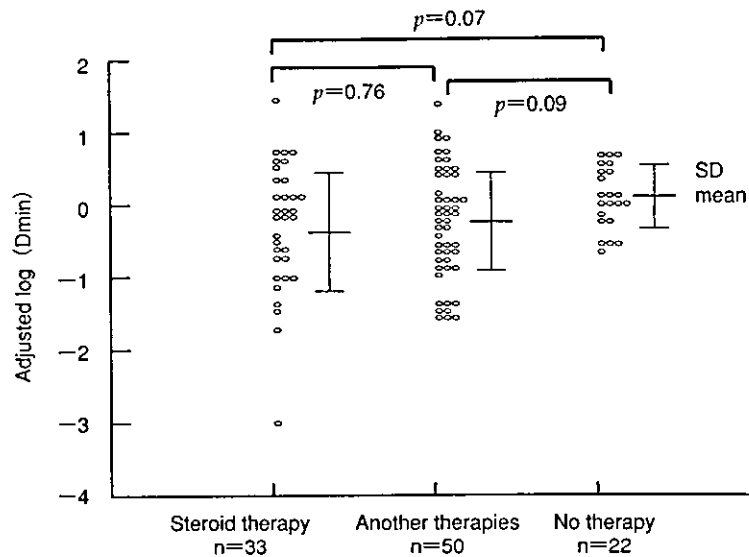 p=0.07
p=0.76
p=0.09
2
1
0
−1
−2
−3
−4
Adjusted log (Dmin)
SD
mean
Steroid therapy
n=33
Another therapies
n=50
No therapy
n=22